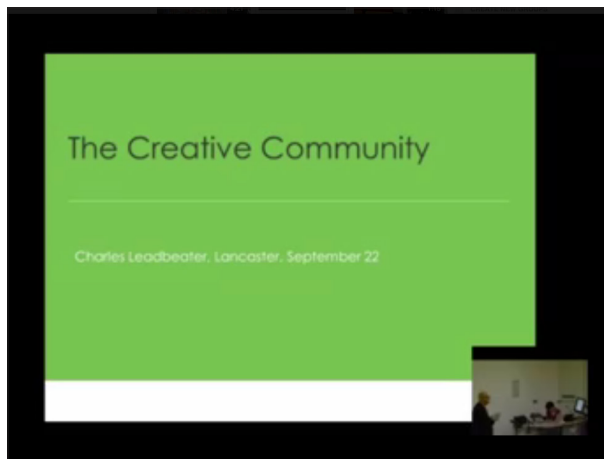 The Creative Community
Charles Leadbeater, Lancaster, September 22